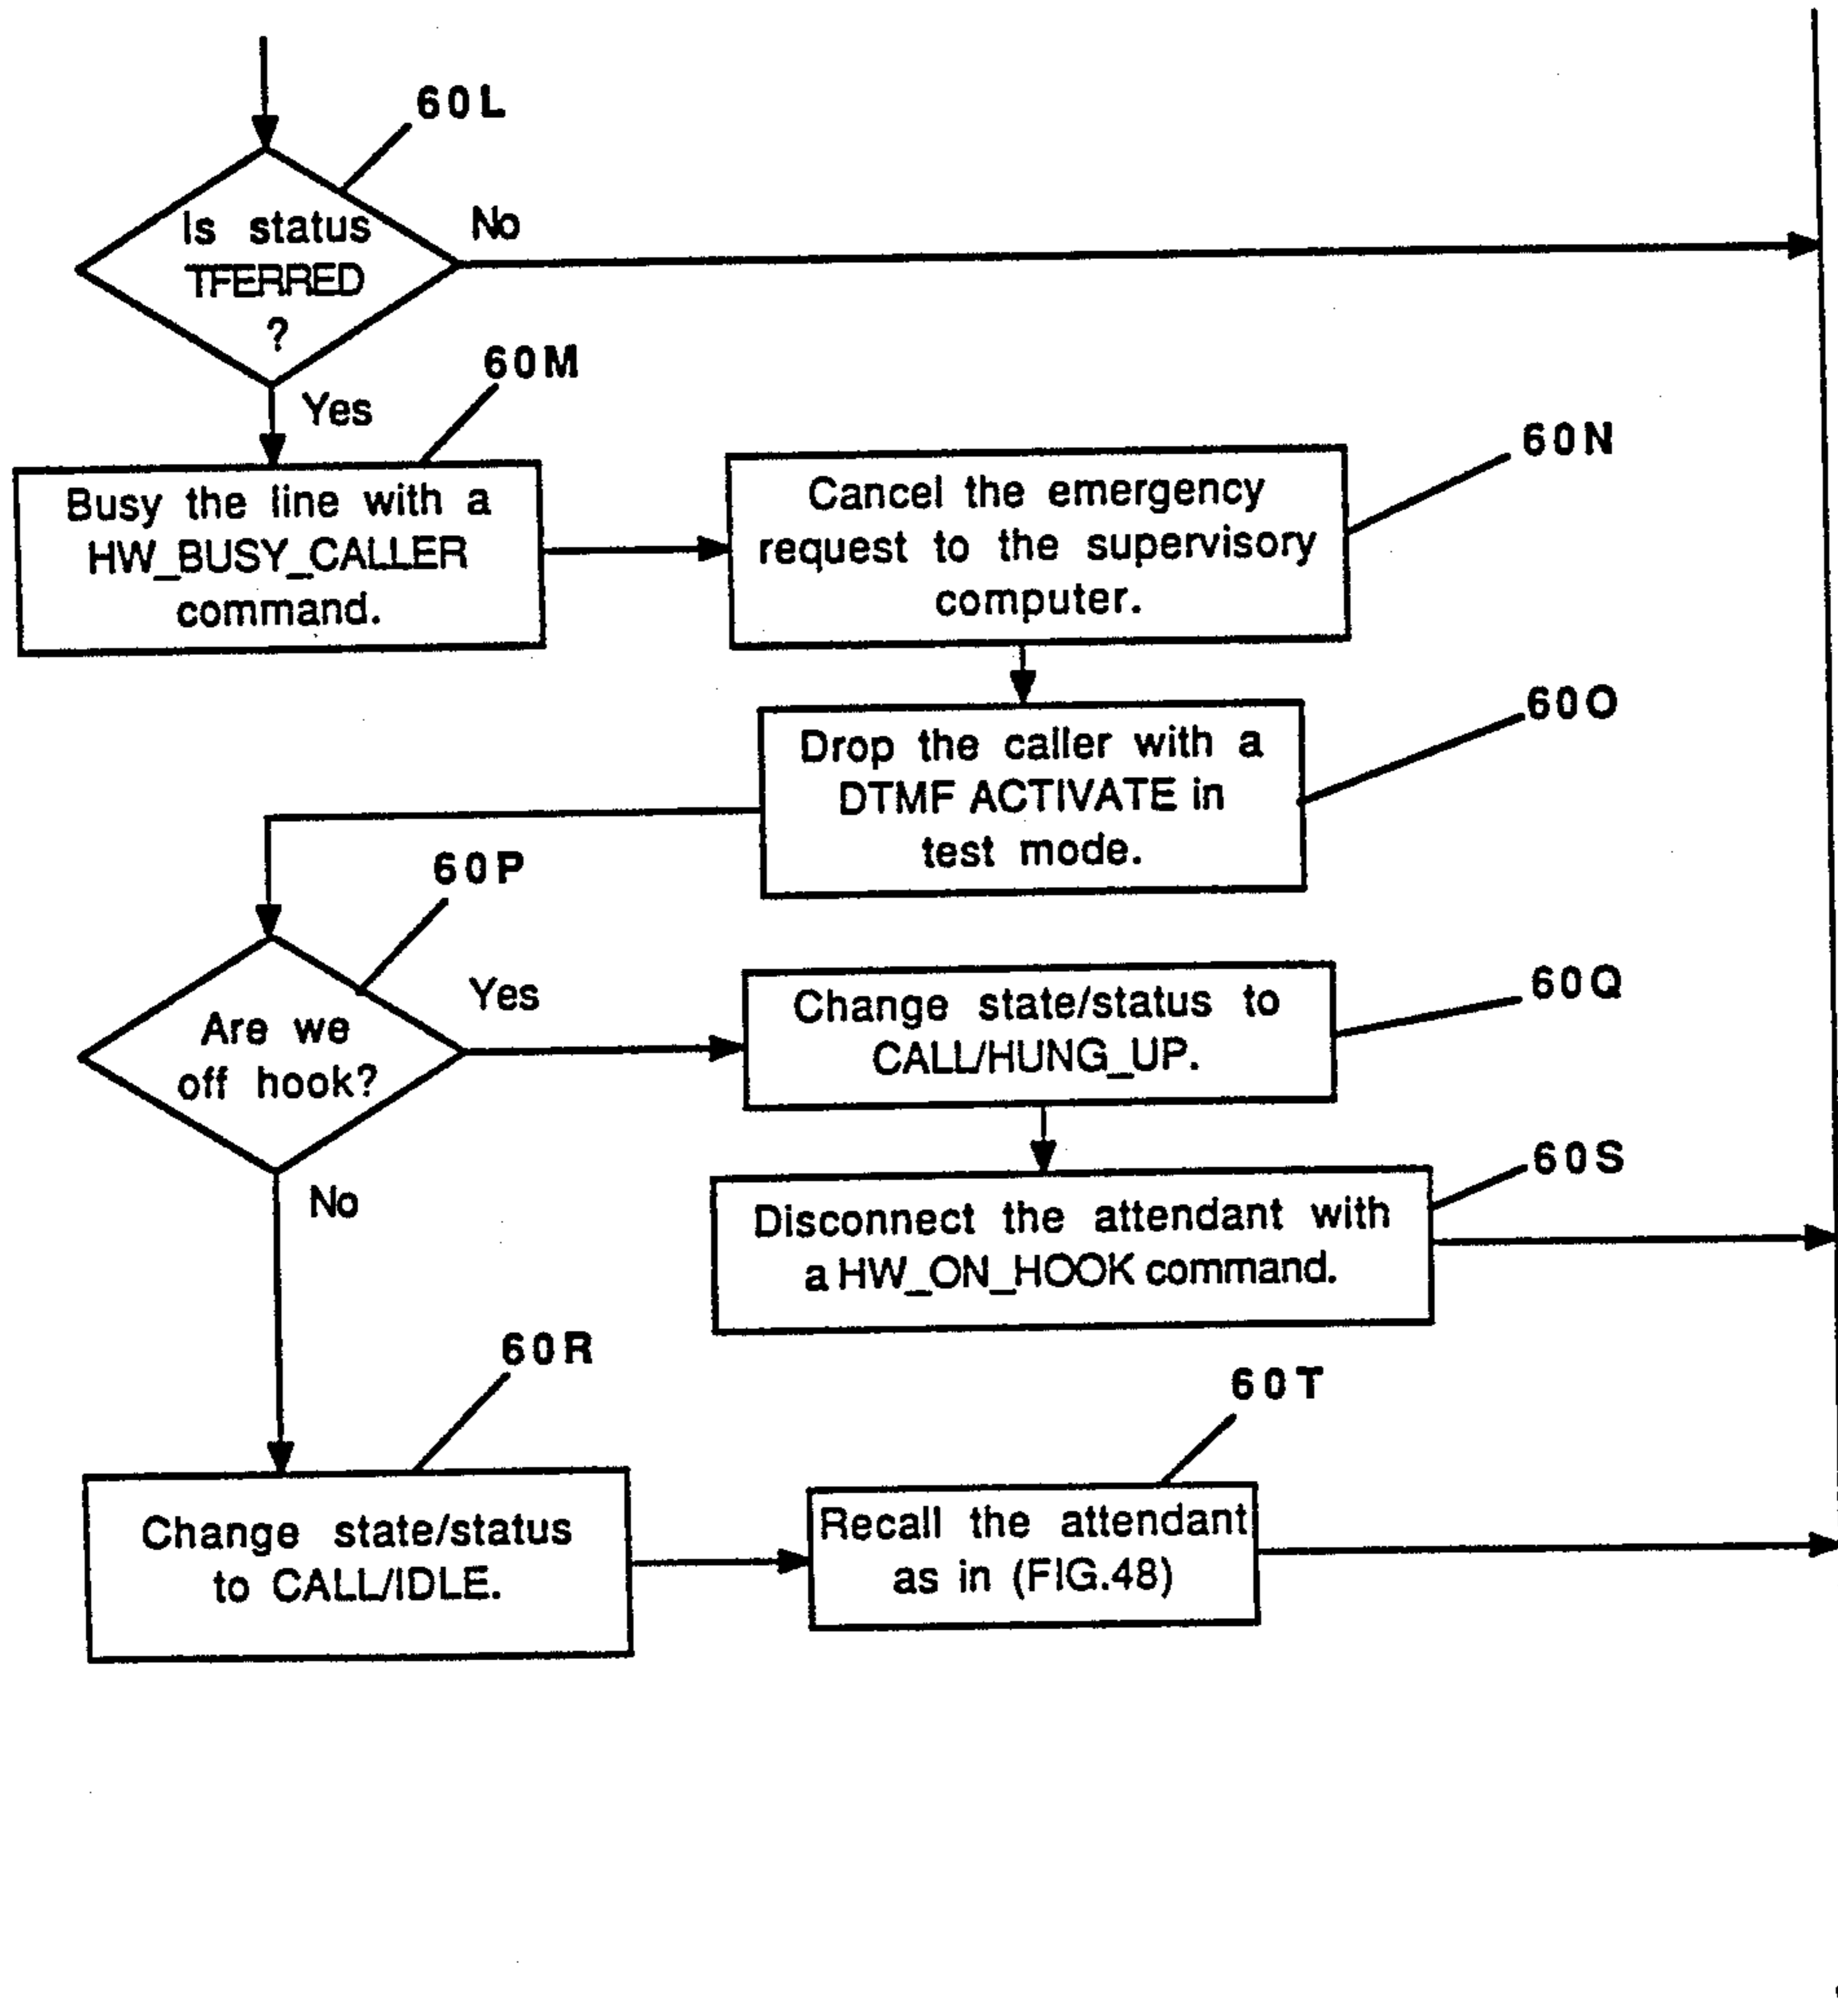 60L
Is status
TFERRED
?
No
Yes
60M
Busy the line with a
HW_BUSY_CALLER
command.
60N
Cancel the emergency
request to the supervisory
computer.
60O
Drop the caller with a
DTMF ACTIVATE in
test mode.
60P
Are we
off hook?
Yes
No
60Q
Change state/status to
CALL/HUNG_UP.
60S
Disconnect the attendant with
a HW_ON_HOOK command.
60R
Change state/status
to CALL/IDLE.
60T
Recall the attendant
as in (FIG.48)